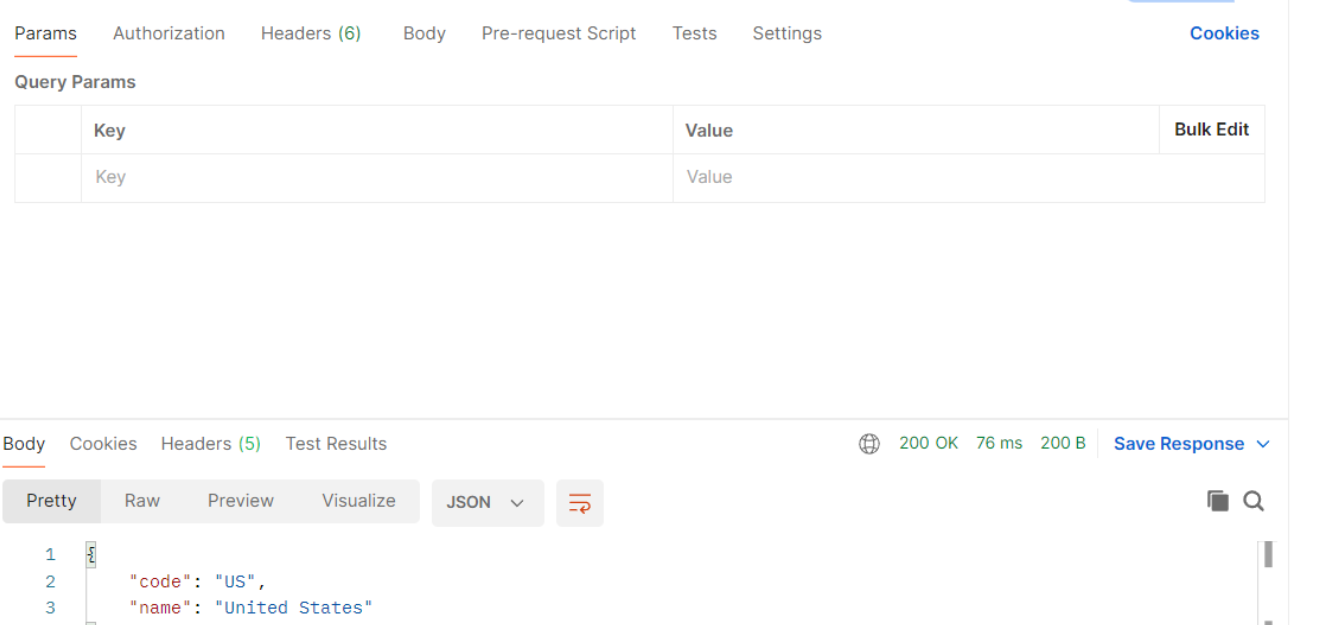 Params Authorization Headers (6) Body Pre-request Script Tests Settings Cookies
Query Params
Key Value Bulk Edit
Key Value
Body Cookies Headers (5) Test Results 200 OK 76 ms 200 B Save Response
Pretty Raw Preview Visualize JSON
1 {
2 "code": "US",
3 "name": "United States"